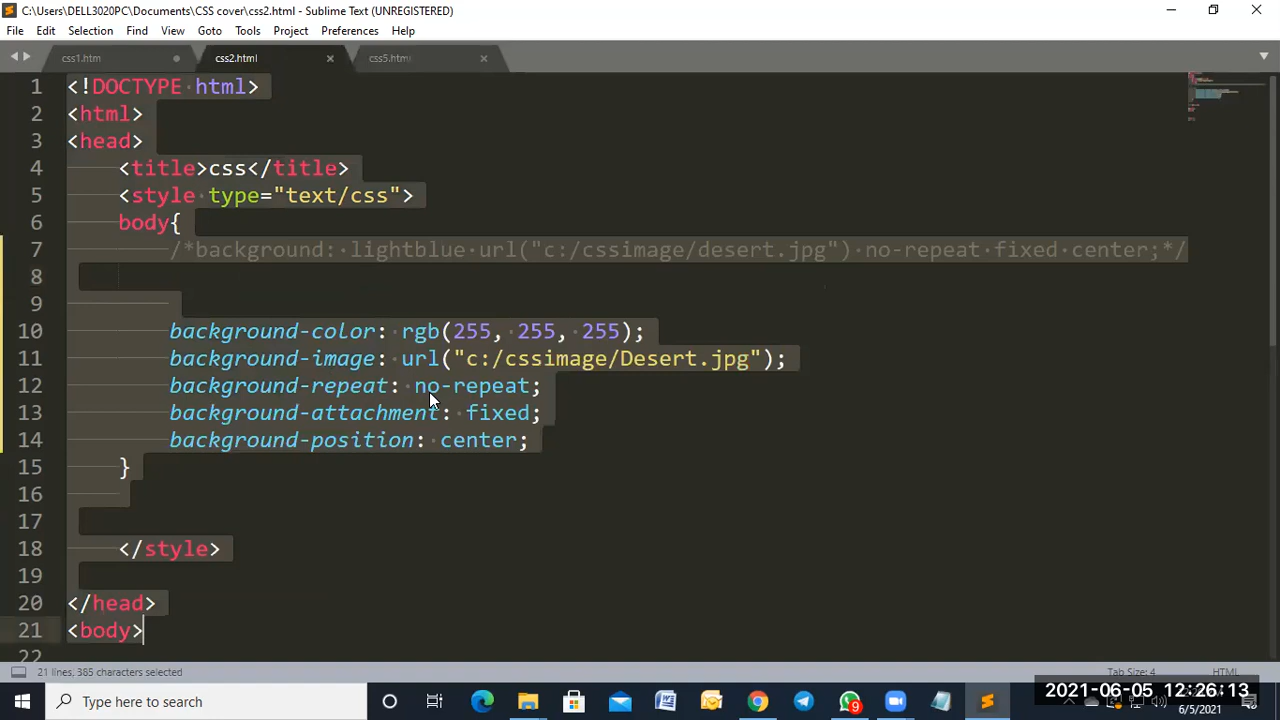 C:\Users\DELL3020PC\Documents\CSS cover\css2.html - Sublime Text (UNREGISTERED)
File Edit Selection Find View Goto Tools Project Preferences Help
css1.htm css2.html css5.htm
1 <!DOCTYPE html>
2 <html>
3 <head>
4 <title>css</title>
5 <style type="text/css">
6 body{
7 /*background: lightblue url("c:/cssimage/desert.jpg") no-repeat fixed center;*/
8
9
10 background-color: rgb(255, 255, 255);
11 background-image: url("c:/cssimage/Desert.jpg");
12 background-repeat: no-repeat;
13 background-attachment: fixed;
14 background-position: center;
15 }
16
17
18 </style>
19
20 </head>
21 <body>
22
21 lines, 385 characters selected Tab Size: 4 HTML
Type here to search 9
2021-06-05 12:26:13
6/5/2021